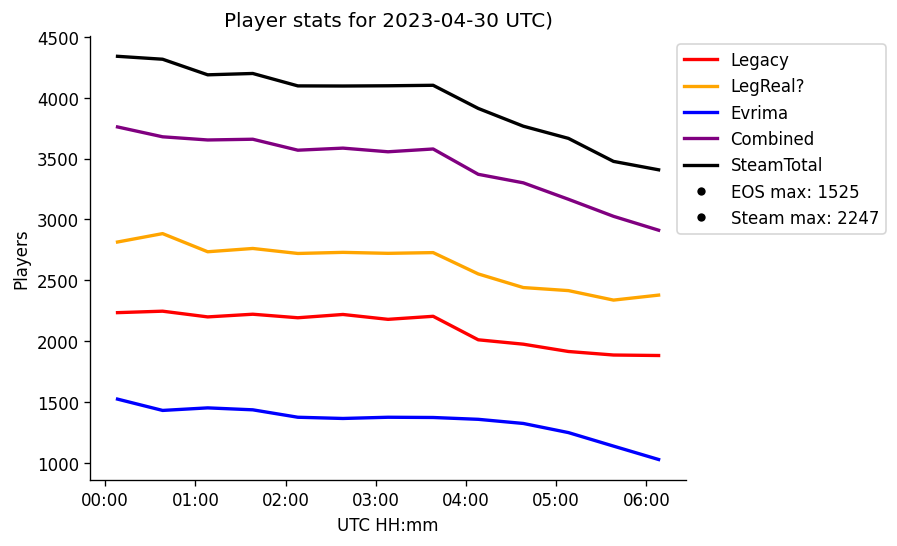 Player stats for 2023-04-30 UTC)
4500
4000
3500
3000
2500
2000
1500
1000
Players
00:00 01:00 02:00 03:00 04:00 05:00 06:00
UTC HH:mm
Legacy
LegReal?
Evrima
Combined
SteamTotal
EOS max: 1525
Steam max: 2247